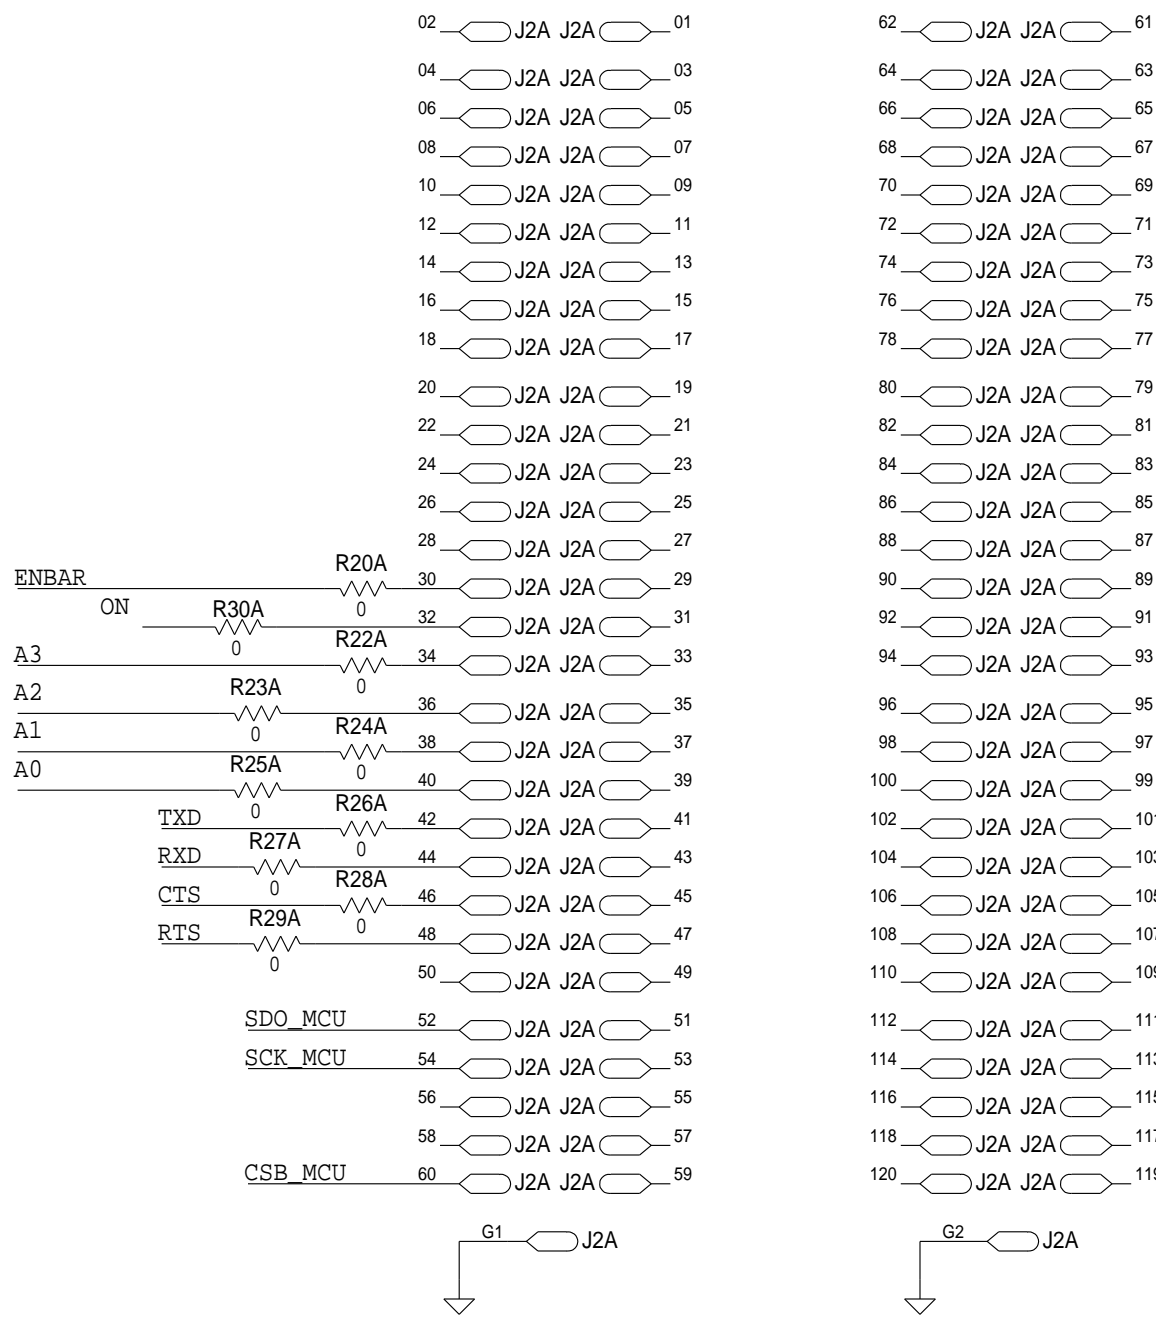 02 J2A J2A 01 62 J2A J2A 61
04 J2A J2A 03 64 J2A J2A 63
06 J2A J2A 05 66 J2A J2A 65
08 J2A J2A 07 68 J2A J2A 67
10 J2A J2A 09 70 J2A J2A 69
12 J2A J2A 11 72 J2A J2A 71
14 J2A J2A 13 74 J2A J2A 73
16 J2A J2A 15 76 J2A J2A 75
18 J2A J2A 17 78 J2A J2A 77
20 J2A J2A 19 80 J2A J2A 79
22 J2A J2A 21 82 J2A J2A 81
24 J2A J2A 23 84 J2A J2A 83
26 J2A J2A 25 86 J2A J2A 85
28 J2A J2A 27 88 J2A J2A 87
ENBAR R20A 0 30 J2A J2A 29 90 J2A J2A 89
ON R30A 0 32 J2A J2A 31 92 J2A J2A 91
A3 R22A 0 34 J2A J2A 33 94 J2A J2A 93
A2 R23A 0 36 J2A J2A 35 96 J2A J2A 95
A1 R24A 0 38 J2A J2A 37 98 J2A J2A 97
A0 R25A 0 40 J2A J2A 39 100 J2A J2A 99
TXD R26A 0 42 J2A J2A 41 102 J2A J2A 101
RXD R27A 0 44 J2A J2A 43 104 J2A J2A 103
CTS R28A 0 46 J2A J2A 45 106 J2A J2A 105
RTS R29A 0 48 J2A J2A 47 108 J2A J2A 107
50 J2A J2A 49 110 J2A J2A 109
SDO_MCU 52 J2A J2A 51 112 J2A J2A 111
SCK_MCU 54 J2A J2A 53 114 J2A J2A 113
56 J2A J2A 55 116 J2A J2A 115
58 J2A J2A 57 118 J2A J2A 117
CSB_MCU 60 J2A J2A 59 120 J2A J2A 119
G1 J2A G2 J2A